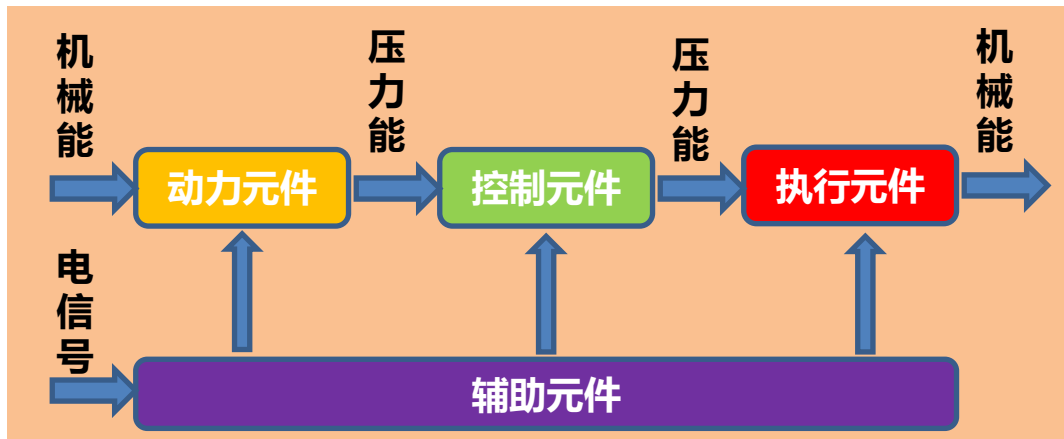 机械能
压力能
压力能
机械能
动力元件
控制元件
执行元件
电信号
辅助元件